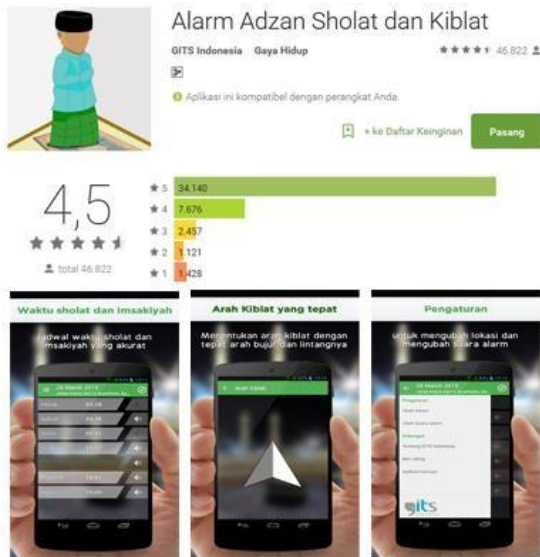 Alarm Adzan Sholat dan Kiblat
GITS Indonesia Gaya Hidup 46.822
Aplikasi ini kompatibel dengan perangkat Anda.
+ ke Daftar Keinginan Pasang
4,5
total 46.822
5 34.140
4 7.676
3 2.457
2 1.121
1 1.428
Waktu sholat dan imsakiyah
Jadwal waktu sholat dan
imsakiyah yang akurat
Arah Kiblat yang tepat
Menentukan arah kiblat dengan
tepat arah bujur dan lintangnya
Pengaturan
untuk mengubah lokasi dan
mengubah suara alarm
gits